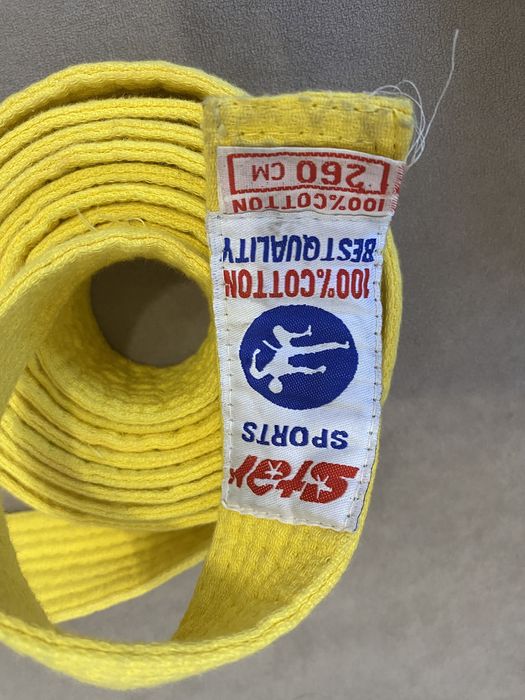 Star
SPORTS
100%COTTON
BESTQUALITY
100%COTTON
260 CM